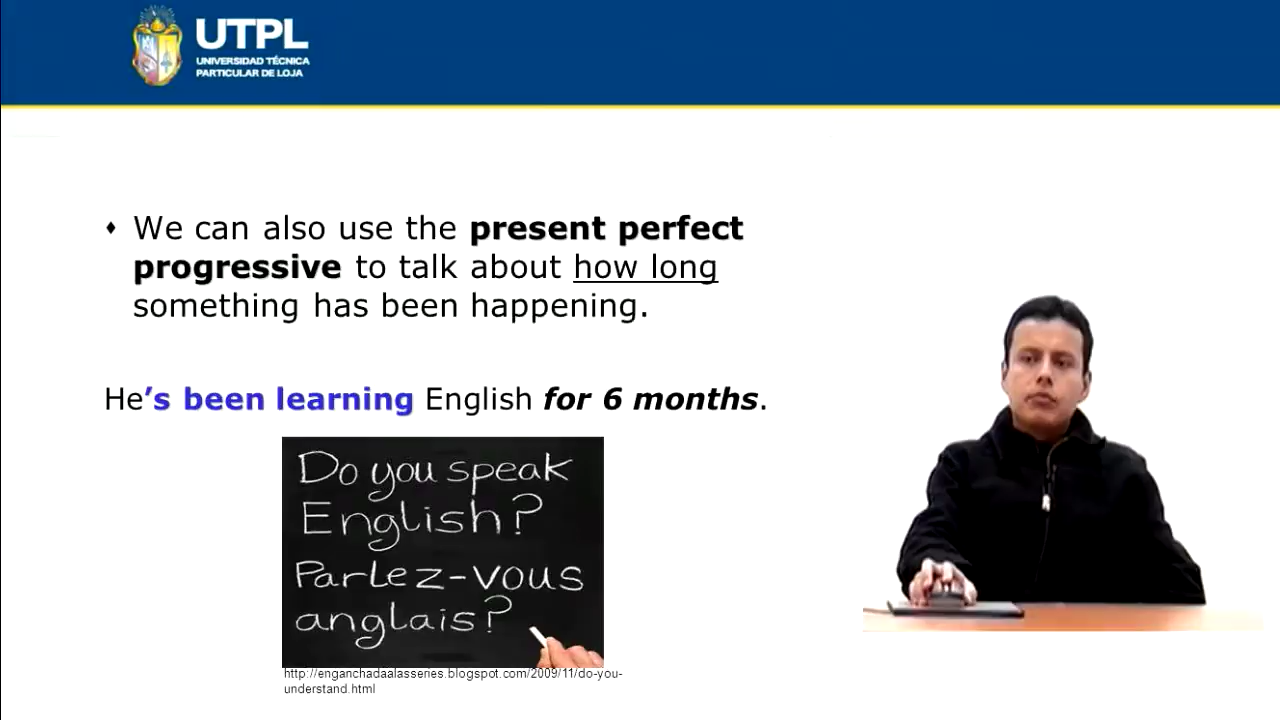 UTPL
UNIVERSIDAD TÉCNICA
PARTICULAR DE LOJA
We can also use the present perfect
progressive to talk about how long
something has been happening.
He’s been learning English for 6 months.
Do you speak
English?
Parlez-vous
anglais?
http://enganchadaalasseries.blogspot.com/2009/11/do-you-
understand.html